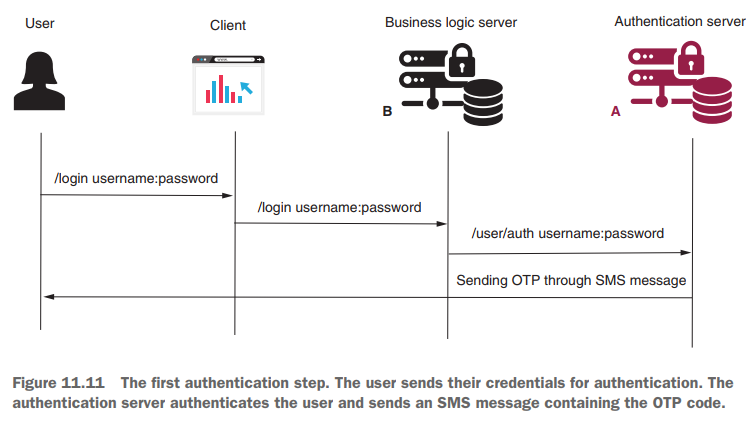 User
Client
Business logic server
Authentication server
B
A
/login username:password
/login username:password
/user/auth username:password
Sending OTP through SMS message
Figure 11.11 The first authentication step. The user sends their credentials for authentication. The
authentication server authenticates the user and sends an SMS message containing the OTP code.